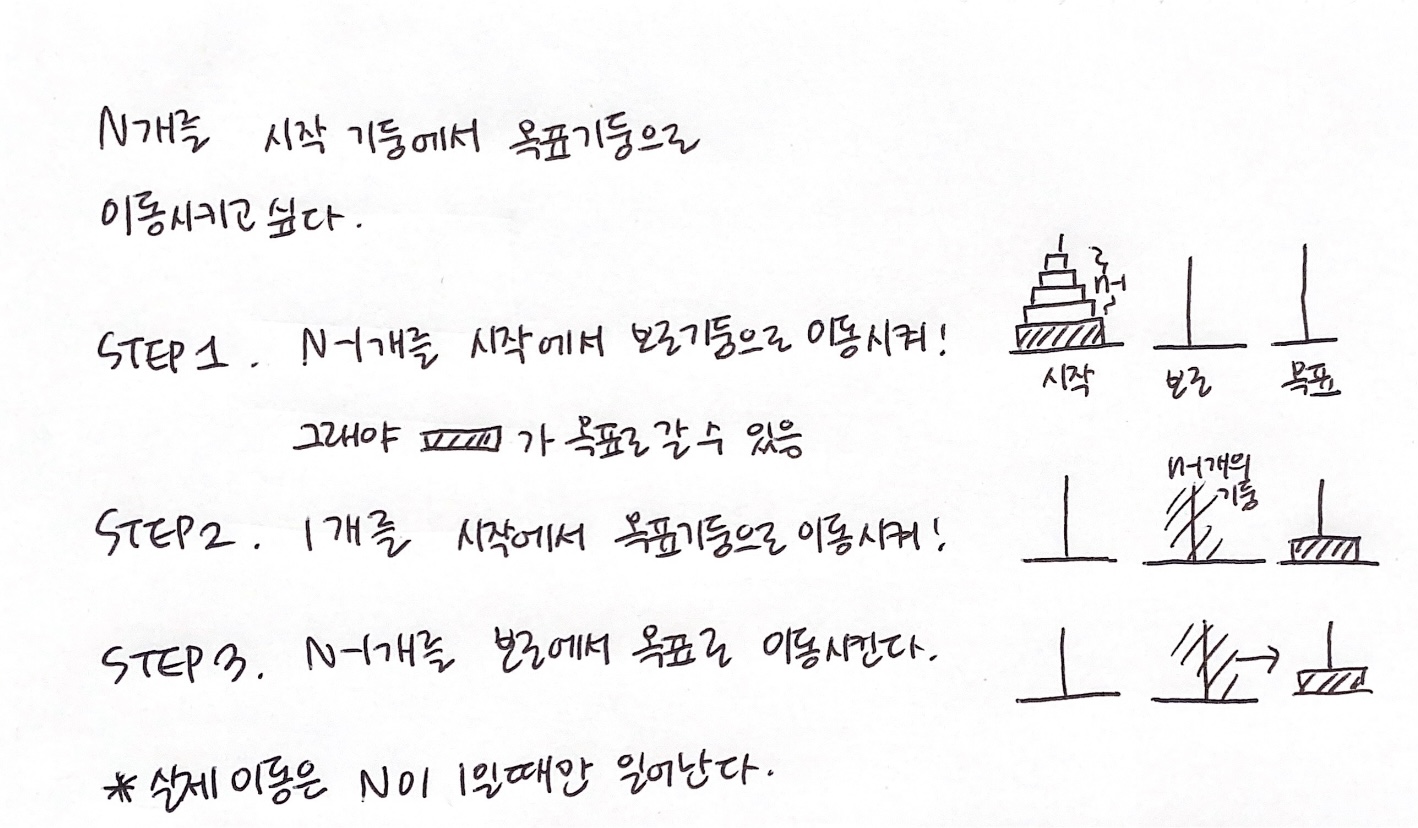 N개를 시작 기둥에서 목표기둥으로
이동시키고 싶다.
STEP 1. N-1개를 시작에서 보조기둥으로 이동시켜!
그래야 가 목표로 갈 수 있음
n-1
시작 보조 목표
STEP 2. 1개를 시작에서 목표기둥으로 이동시켜!
n-1개의
기둥
STEP 3. N-1개를 보조에서 목표로 이동시킨다.
* 실제 이동은 N이 1일때만 일어난다.